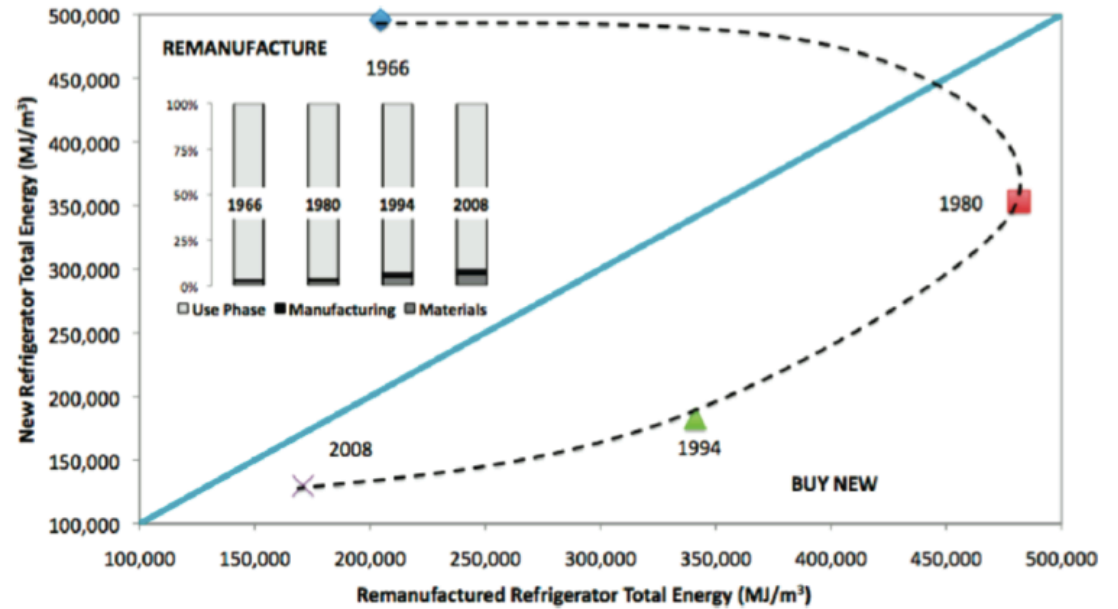 New Refrigerator Total Energy (MJ/m³)
500,000
450,000
400,000
350,000
300,000
250,000
200,000
150,000
100,000
REMANUFACTURE
1966
100%
75%
50%
25%
0%
1966 1980 1994 2008
Use Phase Manufacturing Materials
1980
2008
1994
BUY NEW
100,000 150,000 200,000 250,000 300,000 350,000 400,000 450,000 500,000
Remanufactured Refrigerator Total Energy (MJ/m³)